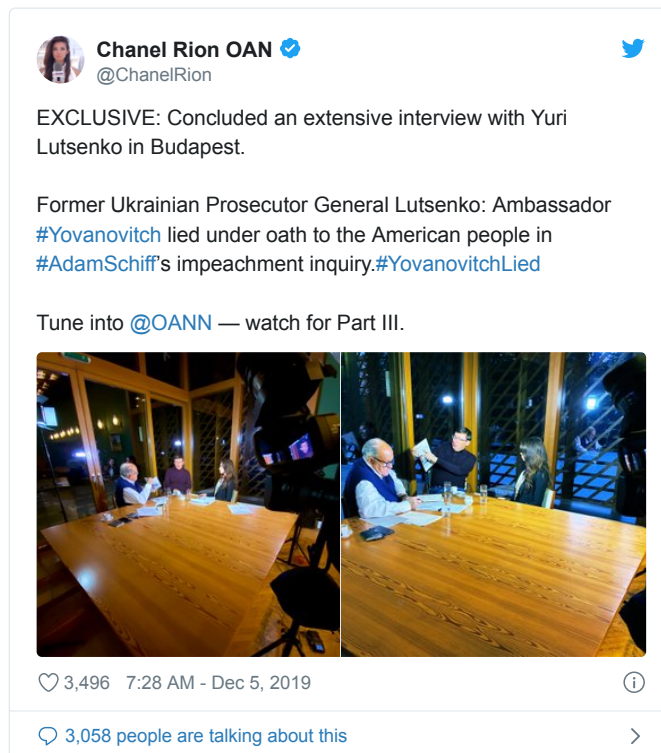 Chanel Rion OAN
@ChanelRion
EXCLUSIVE: Concluded an extensive interview with Yuri
Lutsenko in Budapest.
Former Ukrainian Prosecutor General Lutsenko: Ambassador
#Yovanovitch lied under oath to the American people in
#AdamSchiff's impeachment inquiry.#YovanovitchLied
Tune into @OANN — watch for Part III.
3,496 7:28 AM - Dec 5, 2019
3,058 people are talking about this